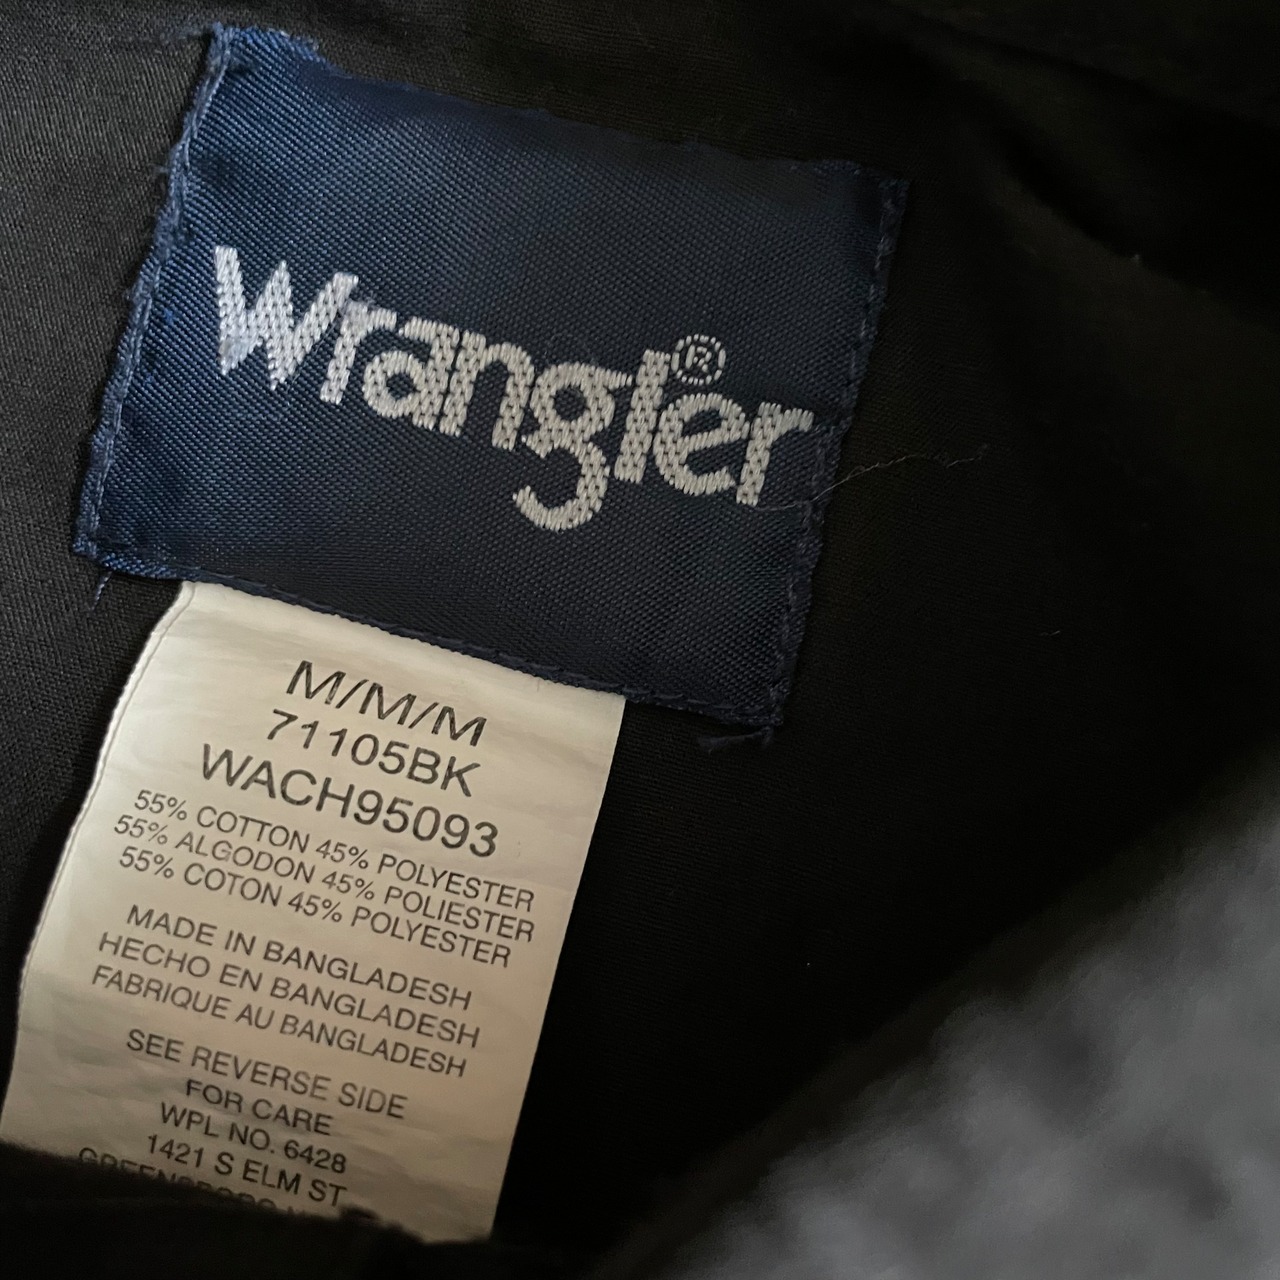 Wrangler®
M/M/M
71105BK
WACH95093
55% COTTON 45% POLYESTER
55% ALGODON 45% POLIESTER
55% COTON 45% POLYESTER
MADE IN BANGLADESH
HECHO EN BANGLADESH
FABRIQUE AU BANGLADESH
SEE REVERSE SIDE
FOR CARE
WPL NO. 6428
1421 S ELM ST
GREENSBORO